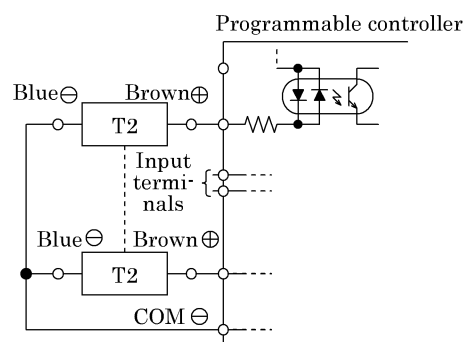 Programmable controller
Blue⊖ Brown⊕
T2
Input
termi-
nals
Blue⊖ Brown⊕
T2
COM ⊖